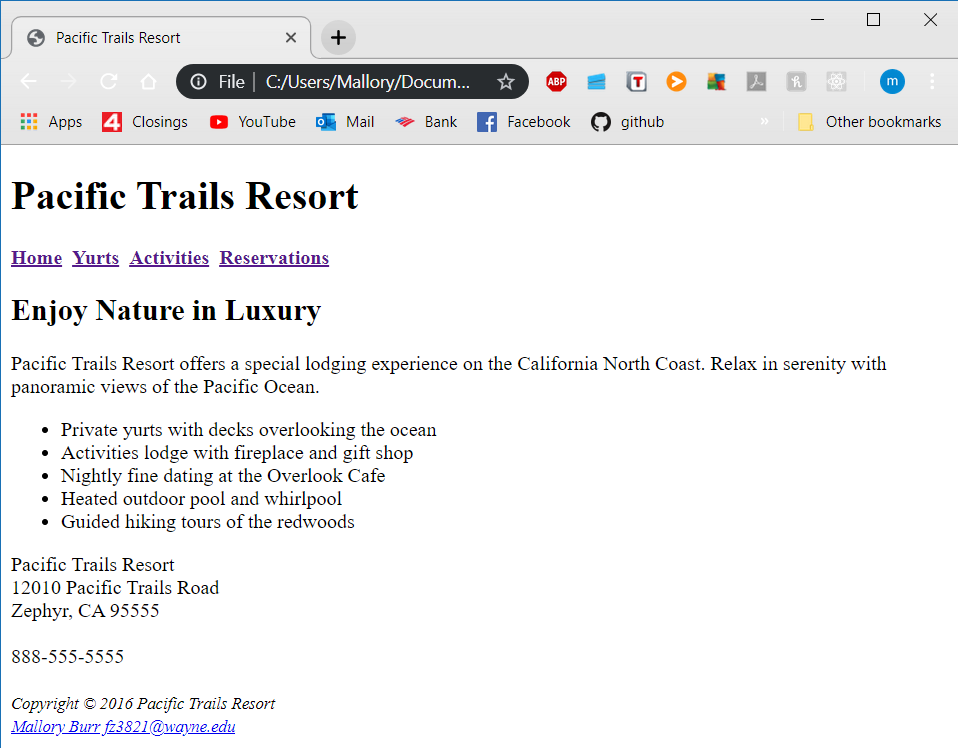 Pacific Trails Resort
File | C:/Users/Mallory/Docum...
ABP T m
Apps 4 Closings YouTube Mail Bank f Facebook github » Other bookmarks
Pacific Trails Resort
Home Yurts Activities Reservations
Enjoy Nature in Luxury
Pacific Trails Resort offers a special lodging experience on the California North Coast. Relax in serenity with
panoramic views of the Pacific Ocean.
• Private yurts with decks overlooking the ocean
• Activities lodge with fireplace and gift shop
• Nightly fine dating at the Overlook Cafe
• Heated outdoor pool and whirlpool
• Guided hiking tours of the redwoods
Pacific Trails Resort
12010 Pacific Trails Road
Zephyr, CA 95555
888-555-5555
Copyright © 2016 Pacific Trails Resort
Mallory Burr fz3821@wayne.edu